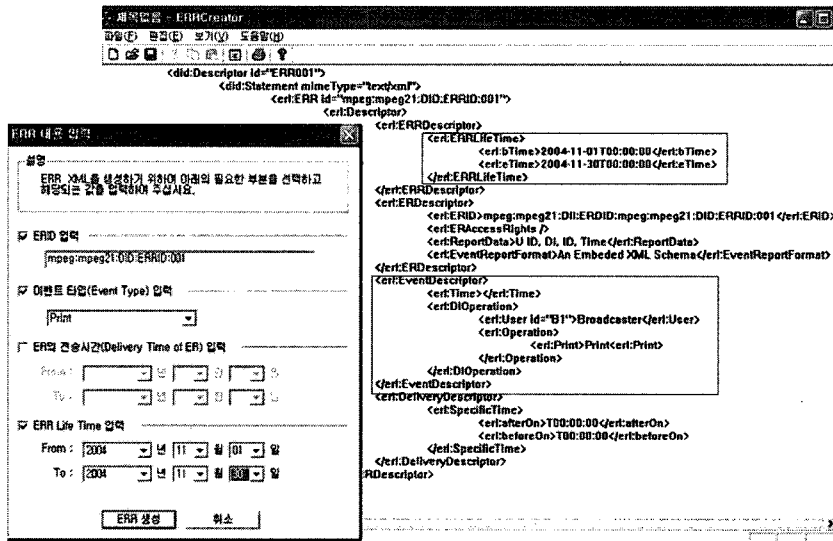 제목없음 - ERRCreator
파일(F) 편집(E) 보기(V) 도움말(H)
<did:Descriptor id="ERR001">
<did:Statement mimeType="text/xml">
<erl:ERR id="mpeg:mpeg21:DID:ERRID:001">
<erl:Descriptor>
<erl:ERRDescriptor>
<erl:ERRLifeTime>
<erl:bTime>2004-11-01T00:00:00</erl:bTime>
<erl:eTime>2004-11-30T00:00:00</erl:eTime>
</erl:ERRLifeTime>
</erl:ERRDescriptor>
<erl:ERDescriptor>
<erl:ERID>mpeg:mpeg21:DII:ERDID:mpeg:mpeg21:DID:ERRID:001</erl:ERID>
<erl:ERAccessRights />
<erl:ReportData>U ID, DI, ID, Time</erl:ReportData>
<erl:EventReportFormat>An Embeded XML Schema</erl:EventReportFormat>
</erl:ERDescriptor>
<erl:EventDescriptor>
<erl:Time></erl:Time>
<erl:DIOperation>
<erl:User id="B1">Broadcaster</erl:User>
<erl:Operation>
<erl:Print>Print<erl:Print>
</erl:Operation>
</erl:DIOperation>
</erl:EventDescriptor>
<erl:DeliveryDescriptor>
<erl:SpecificTime>
<erl:afterOn>T00:00:00</erl:afterOn>
<erl:beforeOn>T00:00:00</erl:beforeOn>
</erl:SpecificTime>
</erl:DeliveryDescriptor>
RDescriptor>
ERR 내용 입력
설명
ERR XML를 생성하기 위하여 아래의 필요한 부분을 선택하고
해당되는 값을 입력하여 주십시요.
ERID 입력
mpeg:mpeg21:DID:ERRID:001
이벤트 타입(Event Type) 입력
Print
ER의 전송시간(Delivery Time of ER) 입력
From : 년 월 일
To : 년 월 일
ERR Life Time 입력
From : 2004 년 11 월 01 일
To : 2004 년 11 월 30 일
ERR 생성 취소